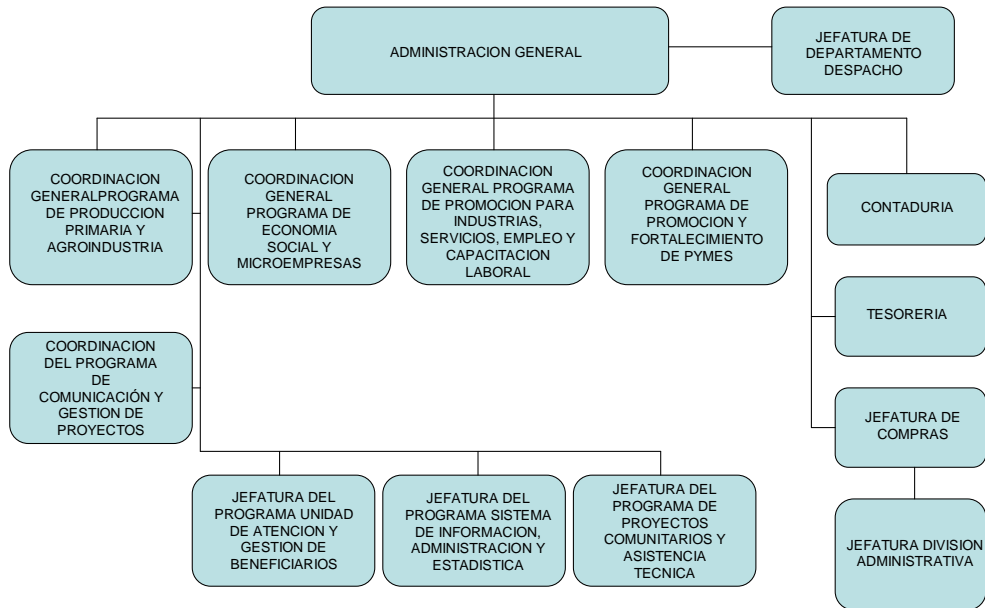 ADMINISTRACION GENERAL
JEFATURA DE
DEPARTAMENTO
DESPACHO
COORDINACION
GENERALPROGRAMA
DE PRODUCCION
PRIMARIA Y
AGROINDUSTRIA
COORDINACION
GENERAL
PROGRAMA DE
ECONOMIA
SOCIAL Y
MICROEMPRESAS
COORDINACION
GENERAL PROGRAMA
DE PROMOCION PARA
INDUSTRIAS,
SERVICIOS, EMPLEO Y
CAPACITACION
LABORAL
COORDINACION
GENERAL
PROGRAMA DE
PROMOCION Y
FORTALECIMIENTO
DE PYMES
CONTADURIA
TESORERIA
COORDINACION
DEL PROGRAMA
DE
COMUNICACIÓN Y
GESTION DE
PROYECTOS
JEFATURA DE
COMPRAS
JEFATURA DEL
PROGRAMA UNIDAD
DE ATENCION Y
GESTION DE
BENEFICIARIOS
JEFATURA DEL
PROGRAMA SISTEMA
DE INFORMACION,
ADMINISTRACION Y
ESTADISTICA
JEFATURA DEL
PROGRAMA DE
PROYECTOS
COMUNITARIOS Y
ASISTENCIA
TECNICA
JEFATURA DIVISION
ADMINISTRATIVA